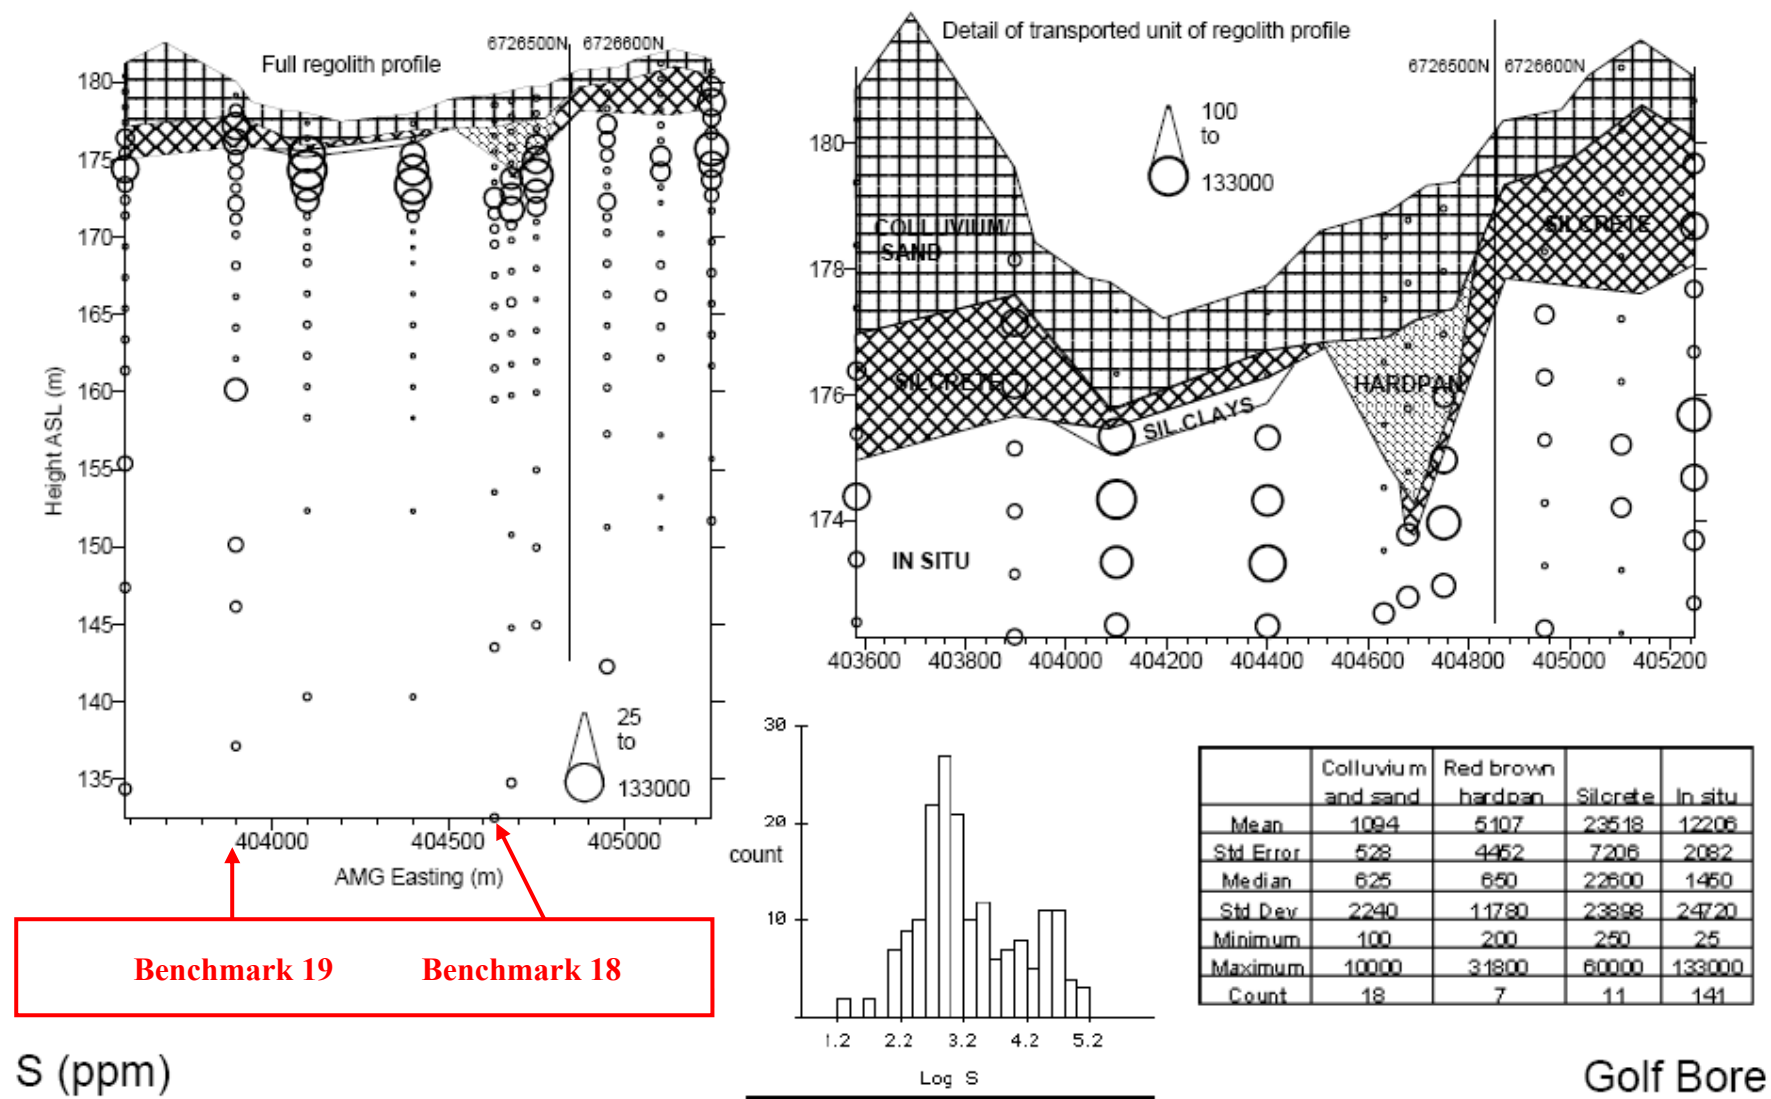 Full regolith profile
6726500N
6726600N
180
175
170
165
160
155
150
145
140
135
Height ASL (m)
25
to
133000
404000
404500
405000
AMG Easting (m)
Benchmark 19
Benchmark 18
Detail of transported unit of regolith profile
6726500N
6726600N
100
to
133000
180
178
176
174
COLLUVIUM/
SAND
SILCRETE
SILCRETE
HARDPAN
SIL.CLAYS
IN SITU
403600 403800 404000 404200 404400 404600 404800 405000 405200
30
20
10
count
1.2 2.2 3.2 4.2 5.2
Log S
Colluvium and sand Red brown hardpan Silcrete In situ
Mean 1094 5107 23518 12206
Std Error 528 4452 7206 2082
Median 625 650 22600 1450
Std Dev 2240 11780 23898 24720
Minimum 100 200 250 25
Maximum 10000 31800 60000 133000
Count 18 7 11 141
S (ppm)
Golf Bore